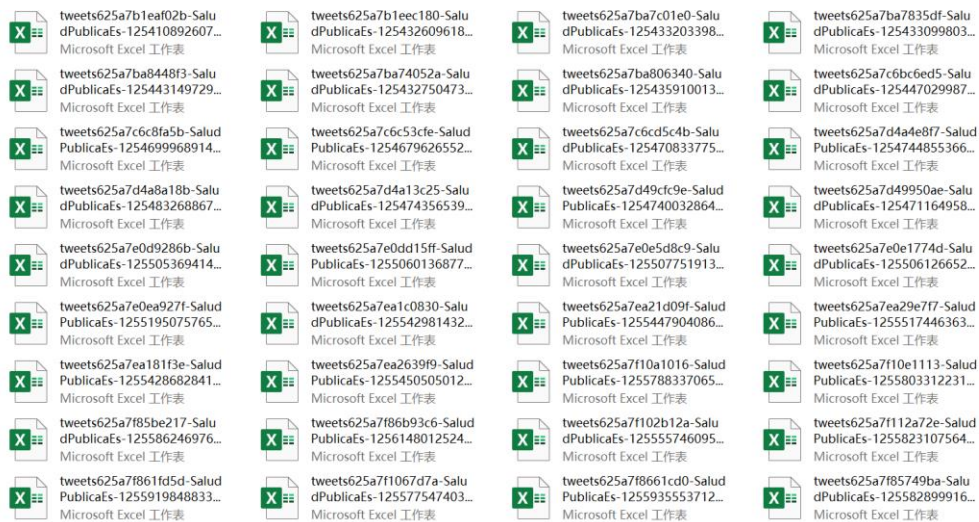 tweets625a7b1eaf02b-Salu
dPublicaEs-125410892607...
Microsoft Excel 工作表
tweets625a7b1eec180-Salu
dPublicaEs-125432609618...
Microsoft Excel 工作表
tweets625a7ba7c01e0-Salu
dPublicaEs-125433203398...
Microsoft Excel 工作表
tweets625a7ba7835df-Salu
dPublicaEs-125433099803...
Microsoft Excel 工作表
tweets625a7ba8448f3-Salu
dPublicaEs-125443149729...
Microsoft Excel 工作表
tweets625a7ba74052a-Salu
dPublicaEs-125432750473...
Microsoft Excel 工作表
tweets625a7ba806340-Salu
dPublicaEs-125435910013...
Microsoft Excel 工作表
tweets625a7c6bc6ed5-Salu
dPublicaEs-125447029987...
Microsoft Excel 工作表
tweets625a7c6c8fa5b-Salud
PublicaEs-1254699968914...
Microsoft Excel 工作表
tweets625a7c6c53cfe-Salud
PublicaEs-1254679626552...
Microsoft Excel 工作表
tweets625a7c6cd5c4b-Salu
dPublicaEs-125470833775...
Microsoft Excel 工作表
tweets625a7d4a4e8f7-Salud
PublicaEs-1254744855366...
Microsoft Excel 工作表
tweets625a7d4a8a18b-Salu
dPublicaEs-125483268867...
Microsoft Excel 工作表
tweets625a7d4a13c25-Salu
dPublicaEs-125474356539...
Microsoft Excel 工作表
tweets625a7d49cfc9e-Salud
PublicaEs-1254740032864...
Microsoft Excel 工作表
tweets625a7d49950ae-Salu
dPublicaEs-125471164958...
Microsoft Excel 工作表
tweets625a7e0d9286b-Salu
dPublicaEs-125505369414...
Microsoft Excel 工作表
tweets625a7e0dd15ff-Salud
PublicaEs-1255060136877...
Microsoft Excel 工作表
tweets625a7e0e5d8c9-Salu
dPublicaEs-125507751913...
Microsoft Excel 工作表
tweets625a7e0e1774d-Salu
dPublicaEs-125506126652...
Microsoft Excel 工作表
tweets625a7e0ea927f-Salud
PublicaEs-1255195075765...
Microsoft Excel 工作表
tweets625a7ea1c0830-Salu
dPublicaEs-125542981432...
Microsoft Excel 工作表
tweets625a7ea21d09f-Salud
PublicaEs-1255447904086...
Microsoft Excel 工作表
tweets625a7ea29e7f7-Salud
PublicaEs-1255517446363...
Microsoft Excel 工作表
tweets625a7ea181f3e-Salud
PublicaEs-1255428682841...
Microsoft Excel 工作表
tweets625a7ea2639f9-Salud
PublicaEs-1255450505012...
Microsoft Excel 工作表
tweets625a7f10a1016-Salud
PublicaEs-1255788337065...
Microsoft Excel 工作表
tweets625a7f10e1113-Salud
PublicaEs-1255803312231...
Microsoft Excel 工作表
tweets625a7f85be217-Salu
dPublicaEs-125586246976...
Microsoft Excel 工作表
tweets625a7f86b93c6-Salud
PublicaEs-1256148012524...
Microsoft Excel 工作表
tweets625a7f102b12a-Salu
dPublicaEs-125555746095...
Microsoft Excel 工作表
tweets625a7f112a72e-Salud
PublicaEs-1255823107564...
Microsoft Excel 工作表
tweets625a7f861fd5d-Salud
PublicaEs-1255919848833...
Microsoft Excel 工作表
tweets625a7f1067d7a-Salu
dPublicaEs-125577547403...
Microsoft Excel 工作表
tweets625a7f8661cd0-Salud
PublicaEs-1255935553712...
Microsoft Excel 工作表
tweets625a7f85749ba-Salu
dPublicaEs-125582899916...
Microsoft Excel 工作表